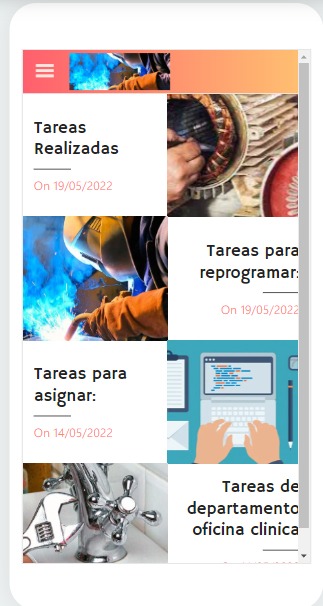 Tareas
Realizadas
On 19/05/2022
Tareas para
reprogramar:
On 19/05/2022
Tareas para
asignar:
On 14/05/2022
Tareas de
departamento
oficina clinica